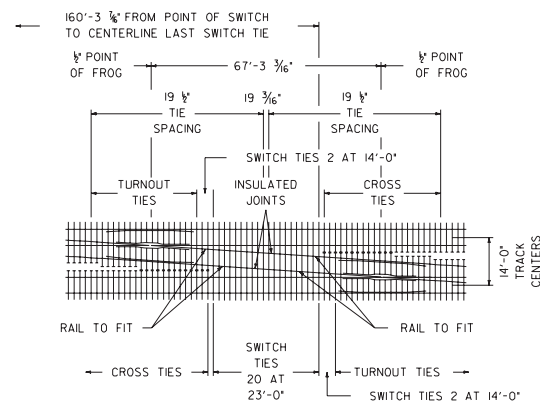 160'-3 ⅞" FROM POINT OF SWITCH
TO CENTERLINE LAST SWITCH TIE
½" POINT
OF FROG
67'-3 3/16"
½" POINT
OF FROG
19 ½"
TIE
SPACING
19 3/16"
19 ½"
TIE
SPACING
SWITCH TIES 2 AT 14'-0"
TURNOUT
TIES
INSULATED
JOINTS
CROSS
TIES
14'-0"
TRACK
CENTERS
RAIL TO FIT
RAIL TO FIT
SWITCH
TIES
20 AT
23'-0"
CROSS TIES
TURNOUT TIES
SWITCH TIES 2 AT 14'-0"